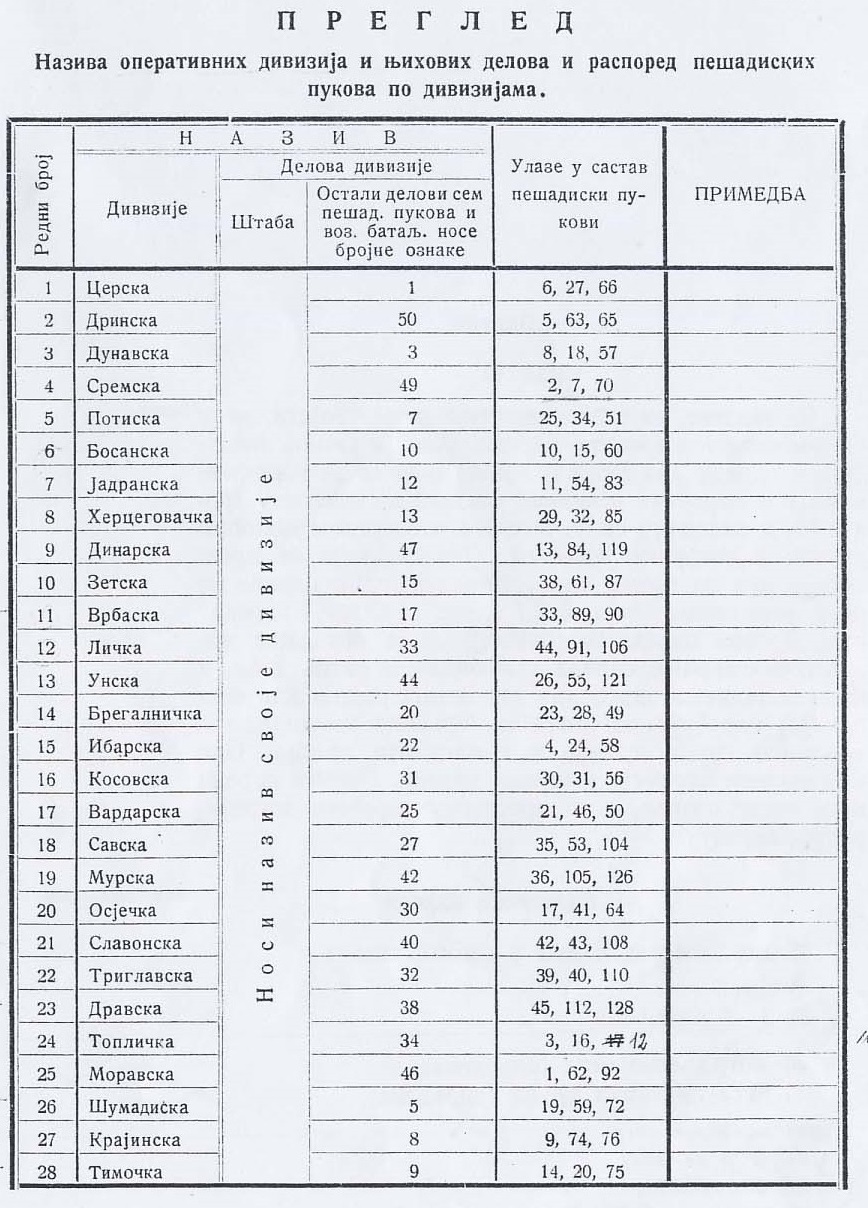 П Р Е Г Л Е Д
Назива оперативних дивизија и њихових делова и распоред пешадиских
пукова по дивизијама.
Редни број
Н А З И В
Дивизије
Делова дивизије
Штаба
Остали делови сем
пешад. пукова и
воз. батаљ. носе
бројне ознаке
Улазе у састав
пешадиски пу-
кови
ПРИМЕДБА
Носи назив своје дивизије
1 Церска 1 6, 27, 66
2 Дринска 50 5, 63, 65
3 Дунавска 3 8, 18, 57
4 Сремска 49 2, 7, 70
5 Потиска 7 25, 34, 51
6 Босанска 10 10, 15, 60
7 Јадранска 12 11, 54, 83
8 Херцеговачка 13 29, 32, 85
9 Динарска 47 13, 84, 119
10 Зетска 15 38, 61, 87
11 Врбаска 17 33, 89, 90
12 Личка 33 44, 91, 106
13 Унска 44 26, 55, 121
14 Брегалничка 20 23, 28, 49
15 Ибарска 22 4, 24, 58
16 Косовска 31 30, 31, 56
17 Вардарска 25 21, 46, 50
18 Савска 27 35, 53, 104
19 Мурска 42 36, 105, 126
20 Осјечка 30 17, 41, 64
21 Славонска 40 42, 43, 108
22 Триглавска 32 39, 40, 110
23 Дравска 38 45, 112, 128
24 Топличка 34 3, 16, 12
25 Моравска 46 1, 62, 92
26 Шумадиска 5 19, 59, 72
27 Крајинска 8 9, 74, 76
28 Тимочка 9 14, 20, 75